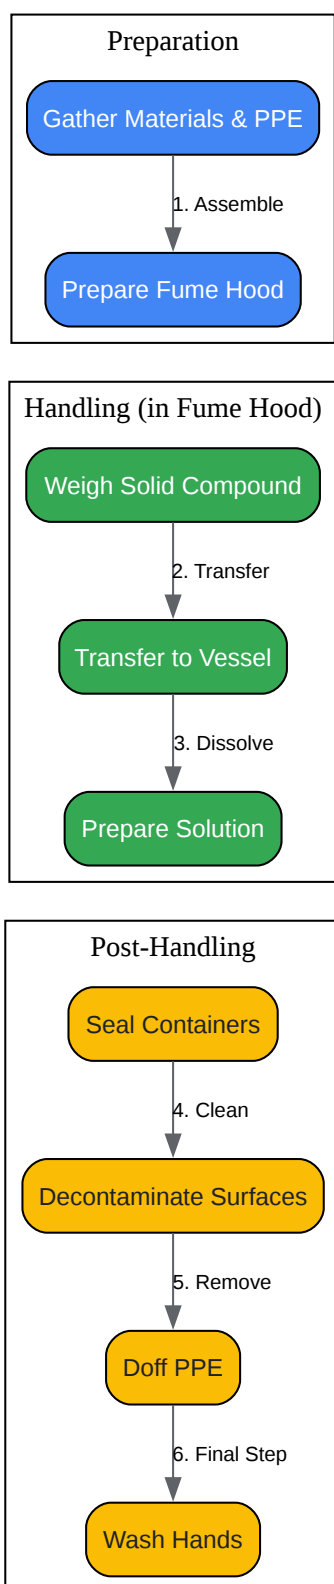 Preparation
Gather Materials & PPE
1. Assemble
Prepare Fume Hood
Handling (in Fume Hood)
Weigh Solid Compound
2. Transfer
Transfer to Vessel
3. Dissolve
Prepare Solution
Post-Handling
Seal Containers
4. Clean
Decontaminate Surfaces
5. Remove
Doff PPE
6. Final Step
Wash Hands